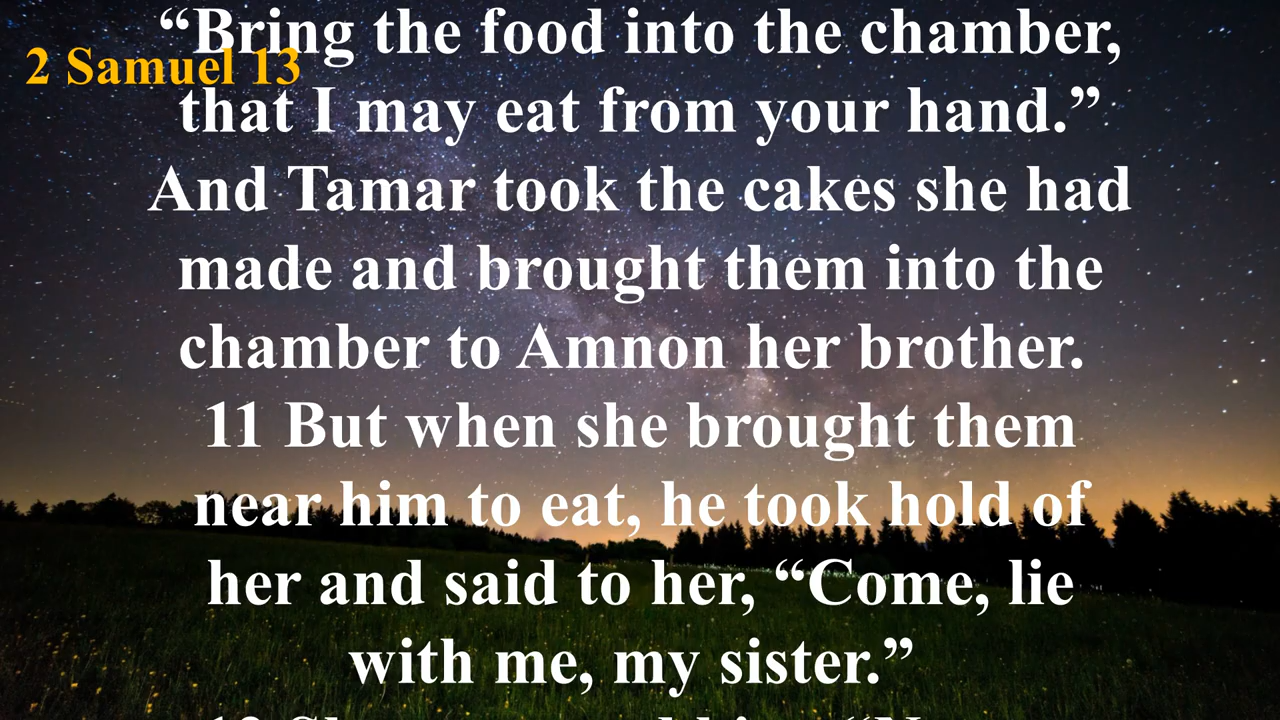 “Bring the food into the chamber,
2 Samuel 13
that I may eat from your hand.”
And Tamar took the cakes she had
made and brought them into the
chamber to Amnon her brother.
11 But when she brought them
near him to eat, he took hold of
her and said to her, “Come, lie
with me, my sister.”